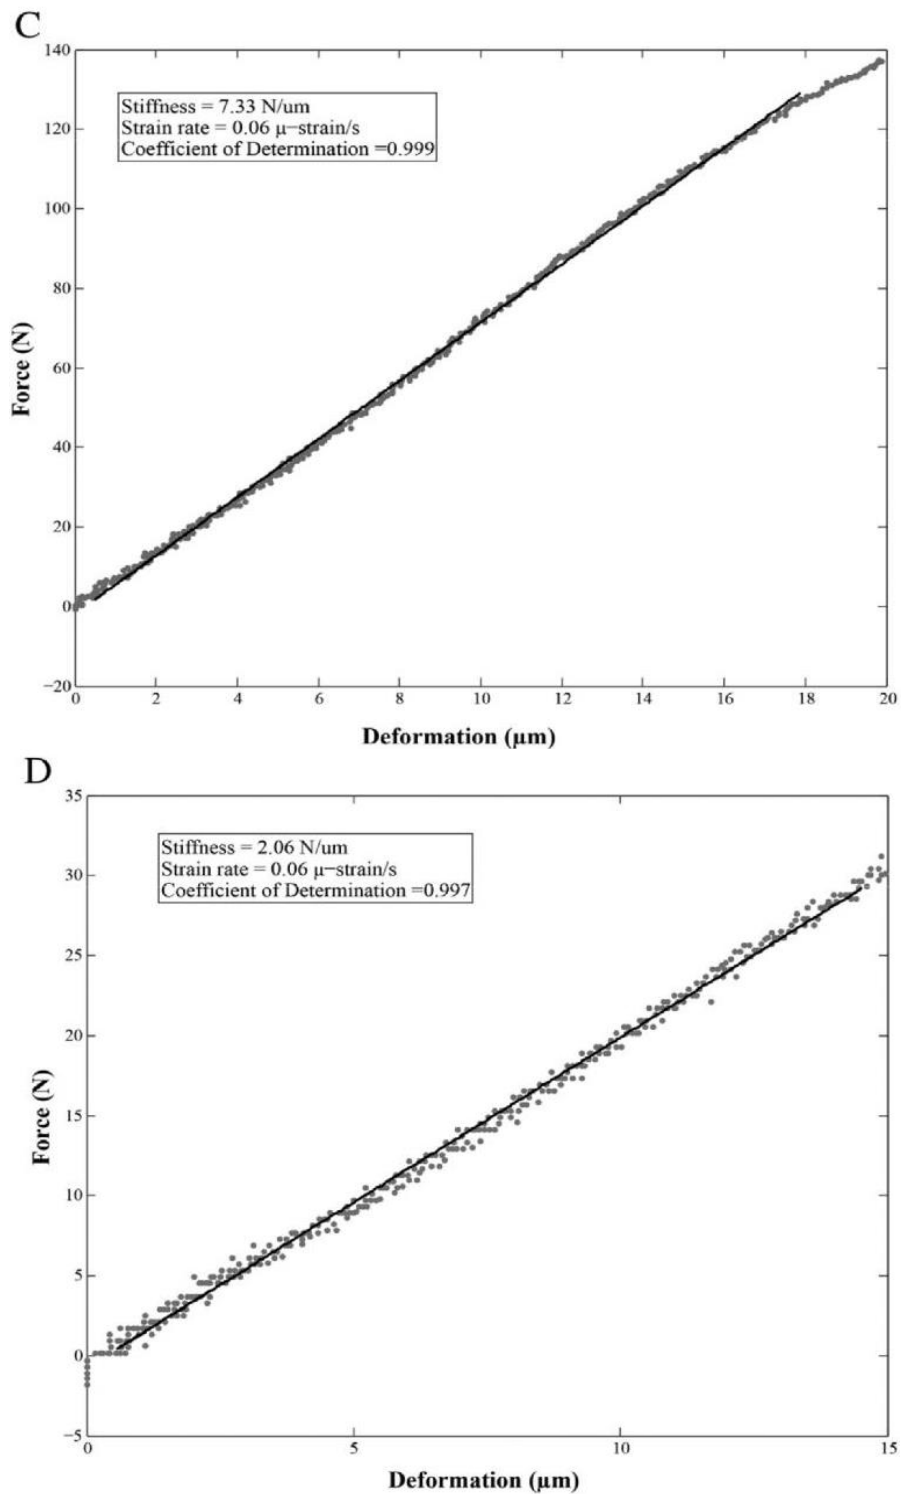 C
140
Stiffness = 7.33 N/um
Strain rate = 0.06 μ−strain/s
Coefficient of Determination =0.999
120
100
80
60
40
20
0
−20
Force (N)
0 2 4 6 8 10 12 14 16 18 20
Deformation (μm)
D
35
Stiffness = 2.06 N/um
Strain rate = 0.06 μ−strain/s
Coefficient of Determination =0.997
30
25
20
15
10
5
0
−5
Force (N)
0 5 10 15
Deformation (μm)